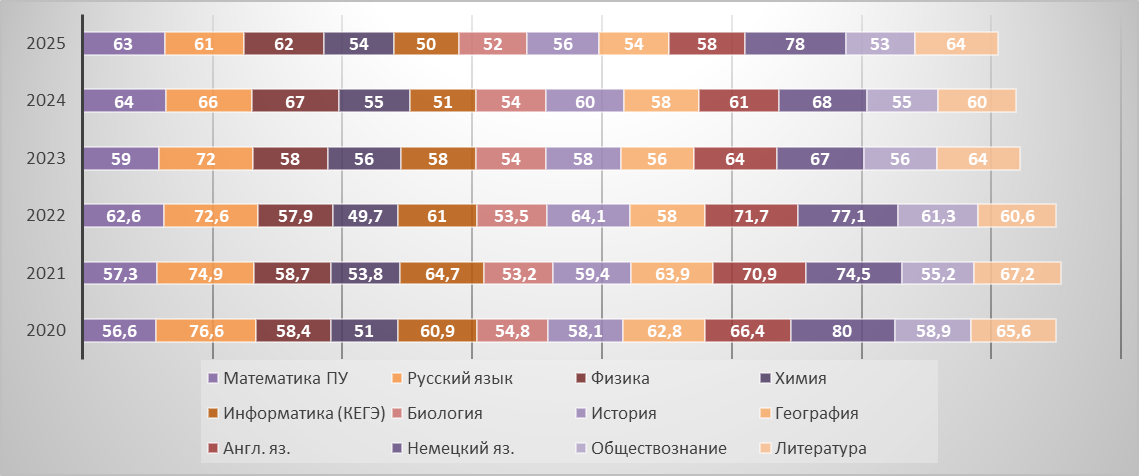 2025 63 61 62 54 50 52 56 54 58 78 53 64
2024 64 66 67 55 51 54 60 58 61 68 55 60
2023 59 72 58 56 58 54 58 56 64 67 56 64
2022 62,6 72,6 57,9 49,7 61 53,5 64,1 58 71,7 77,1 61,3 60,6
2021 57,3 74,9 58,7 53,8 64,7 53,2 59,4 63,9 70,9 74,5 55,2 67,2
2020 56,6 76,6 58,4 51 60,9 54,8 58,1 62,8 66,4 80 58,9 65,6
Математика ПУ Русский язык Физика Химия
Информатика (КЕГЭ) Биология История География
Англ. яз. Немецкий яз. Обществознание Литература